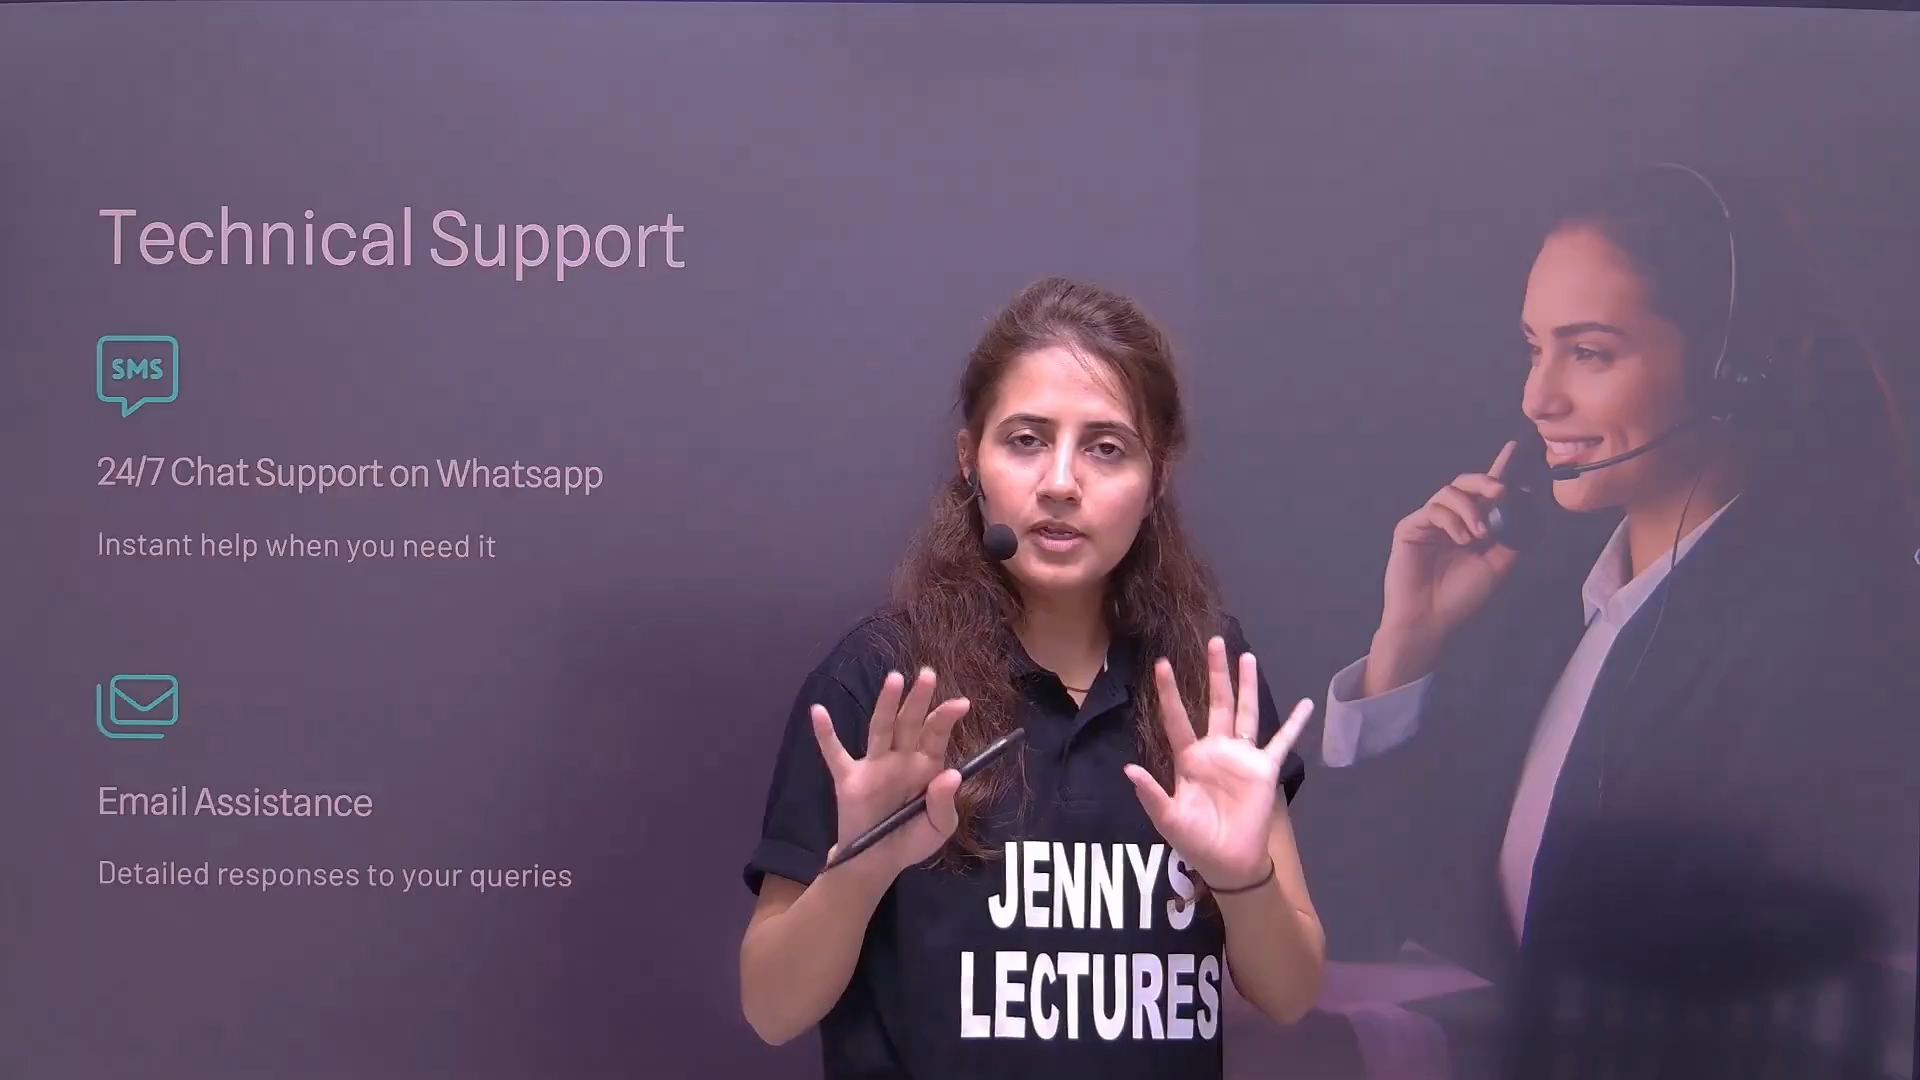 Technical Support
SMS
24/7 Chat Support on Whatsapp
Instant help when you need it
Email Assistance
Detailed responses to your queries
JENNYS
LECTURES